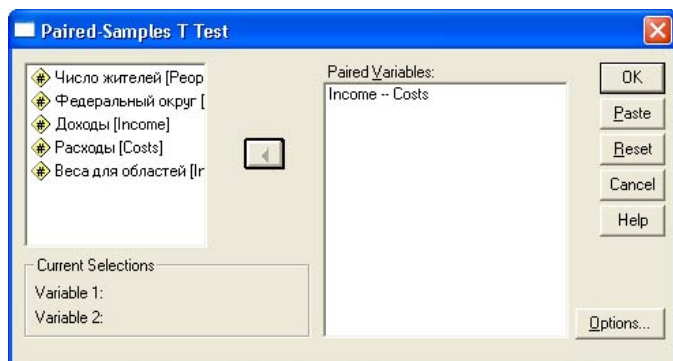 Paired-Samples T Test
Число жителей [Peop
Федеральный округ [
Доходы [Income]
Расходы [Costs]
Веса для областей [Ir
Current Selections
Variable 1:
Variable 2:
Paired Variables:
Income -- Costs
OK
Paste
Reset
Cancel
Help
Options...